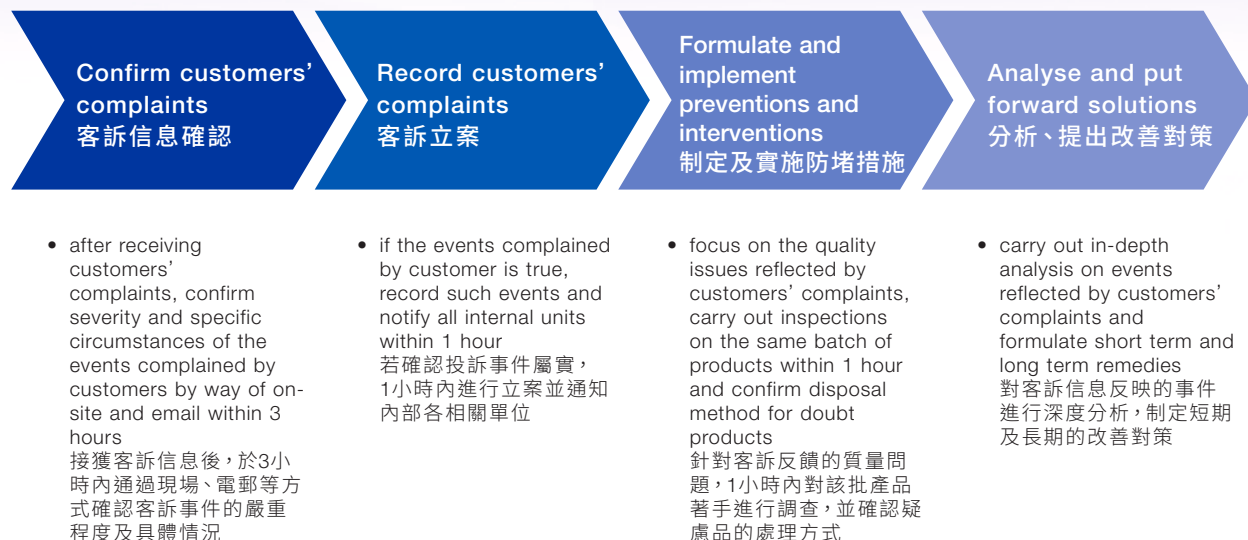 Confirm customers’
complaints
客訴信息確認
Record customers’
complaints
客訴立案
Formulate and
implement
preventions and
interventions
制定及實施防堵措施
Analyse and put
forward solutions
分析、提出改善對策
• after receiving
customers’
complaints, confirm
severity and specific
circumstances of the
events complained by
customers by way of on-
site and email within 3
hours
接獲客訴信息後，於3小
時內通過現場、電郵等方
式確認客訴事件的嚴重
程度及具體情況
• if the events complained
by customer is true,
record such events and
notify all internal units
within 1 hour
若確認投訴事件屬實，
1小時內進行立案並通知
內部各相關單位
• focus on the quality
issues reflected by
customers’ complaints,
carry out inspections
on the same batch of
products within 1 hour
and confirm disposal
method for doubt
products
針對客訴反饋的質量問
題，1小時內對該批產品
著手進行調查，並確認疑
慮品的處理方式
• carry out in-depth
analysis on events
reflected by customers’
complaints and
formulate short term and
long term remedies
對客訴信息反映的事件
進行深度分析，制定短期
及長期的改善對策